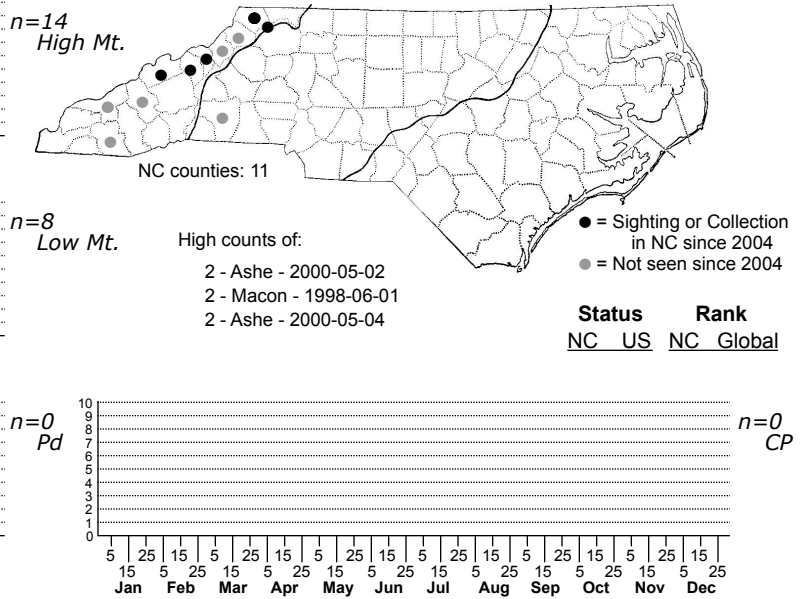 n=14
High Mt.
NC counties: 11
n=8
Low Mt.
High counts of:
2 - Ashe - 2000-05-02
2 - Macon - 1998-06-01
2 - Ashe - 2000-05-04
● = Sighting or Collection
in NC since 2004
● = Not seen since 2004
Status Rank
NC US NC Global
n=0
Pd
n=0
CP
10
9
8
7
6
5
4
3
2
1
0
5 25 15 5 25 15 5 25 15 5 25 15 5 25 15 5 25 15
15 5 25 15 5 25 15 5 25 15 5 25 15 5 25 15 5 25
Jan Feb Mar Apr May Jun Jul Aug Sep Oct Nov Dec